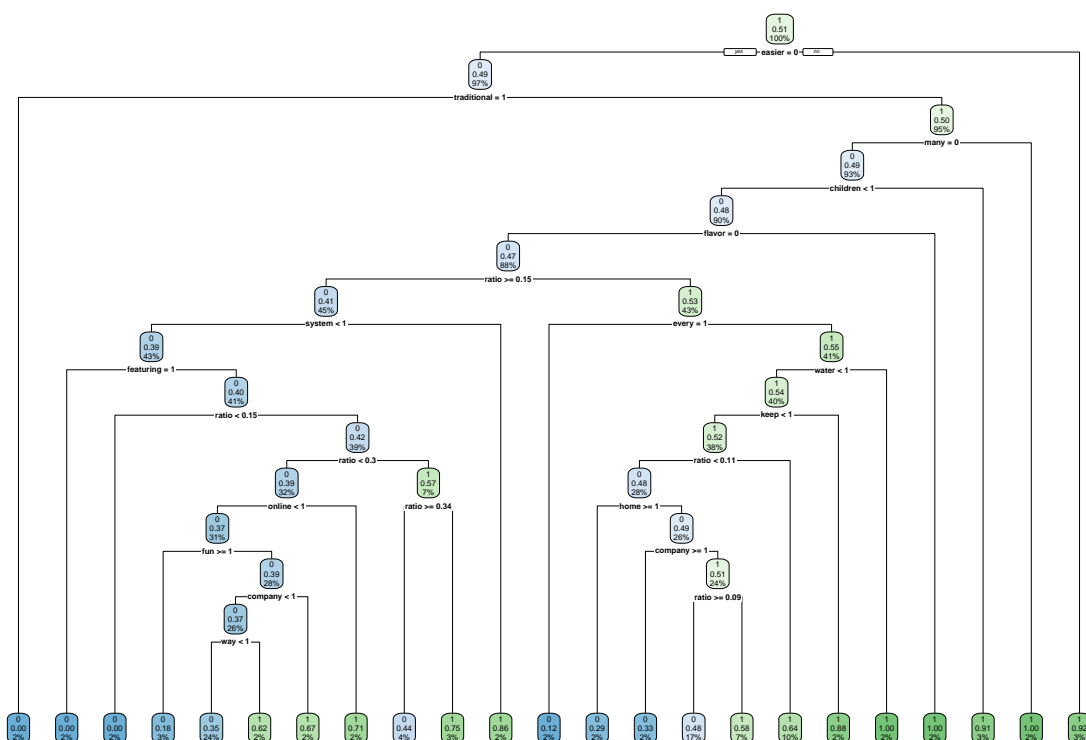 1
0.51
100%
yes easier = 0 no
0
0.49
97%
traditional = 1
1
0.50
95%
many = 0
0
0.49
93%
children < 1
0
0.48
90%
flavor = 0
0
0.47
88%
ratio >= 0.15
0
0.41
45%
1
0.53
43%
system < 1
every = 1
0
0.39
43%
1
0.55
41%
featuring = 1
water < 1
0
0.40
41%
1
0.54
40%
ratio < 0.15
keep < 1
0
0.42
39%
1
0.52
38%
ratio < 0.3
ratio < 0.11
0
0.39
32%
1
0.57
7%
0
0.48
28%
online < 1
ratio >= 0.34
home >= 1
0
0.37
31%
0
0.49
26%
fun >= 1
company >= 1
0
0.39
28%
1
0.51
24%
company < 1
ratio >= 0.09
0
0.37
26%
way < 1
0 0 0 0 0 1 1 1 0 1 1 0 0 0 0 1 1 1 1 1 1 1 1
0.00 0.00 0.00 0.18 0.35 0.62 0.67 0.71 0.44 0.75 0.86 0.12 0.29 0.33 0.48 0.58 0.64 0.88 1.00 1.00 0.91 1.00
2% 2% 2% 3% 24% 2% 2% 2% 4% 3% 2% 2% 2% 2% 17% 7% 10% 2% 2% 2% 3% 2% 3%